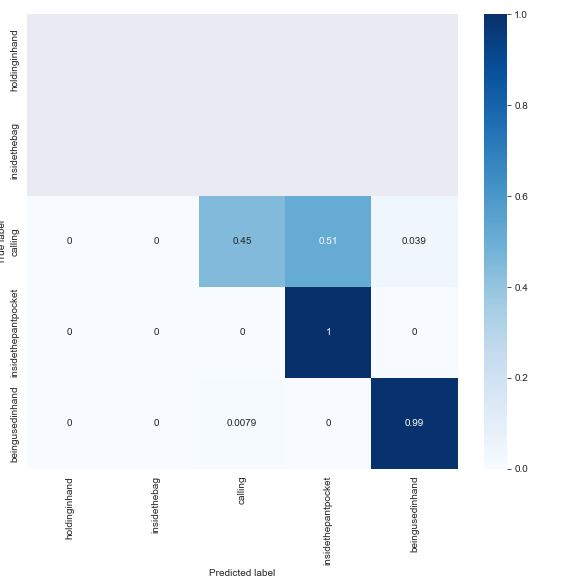 1.0
holdinginhand
insidethebag
0.8
True label
calling
0 0 0.45 0.51 0.039
0.6
insidethepantpocket
0 0 0 1 0
0.4
beingusedinhand
0 0 0.0079 0 0.99
0.2
0.0
holdinginhand insidethebag calling insidethepantpocket beingusedinhand
Predicted label